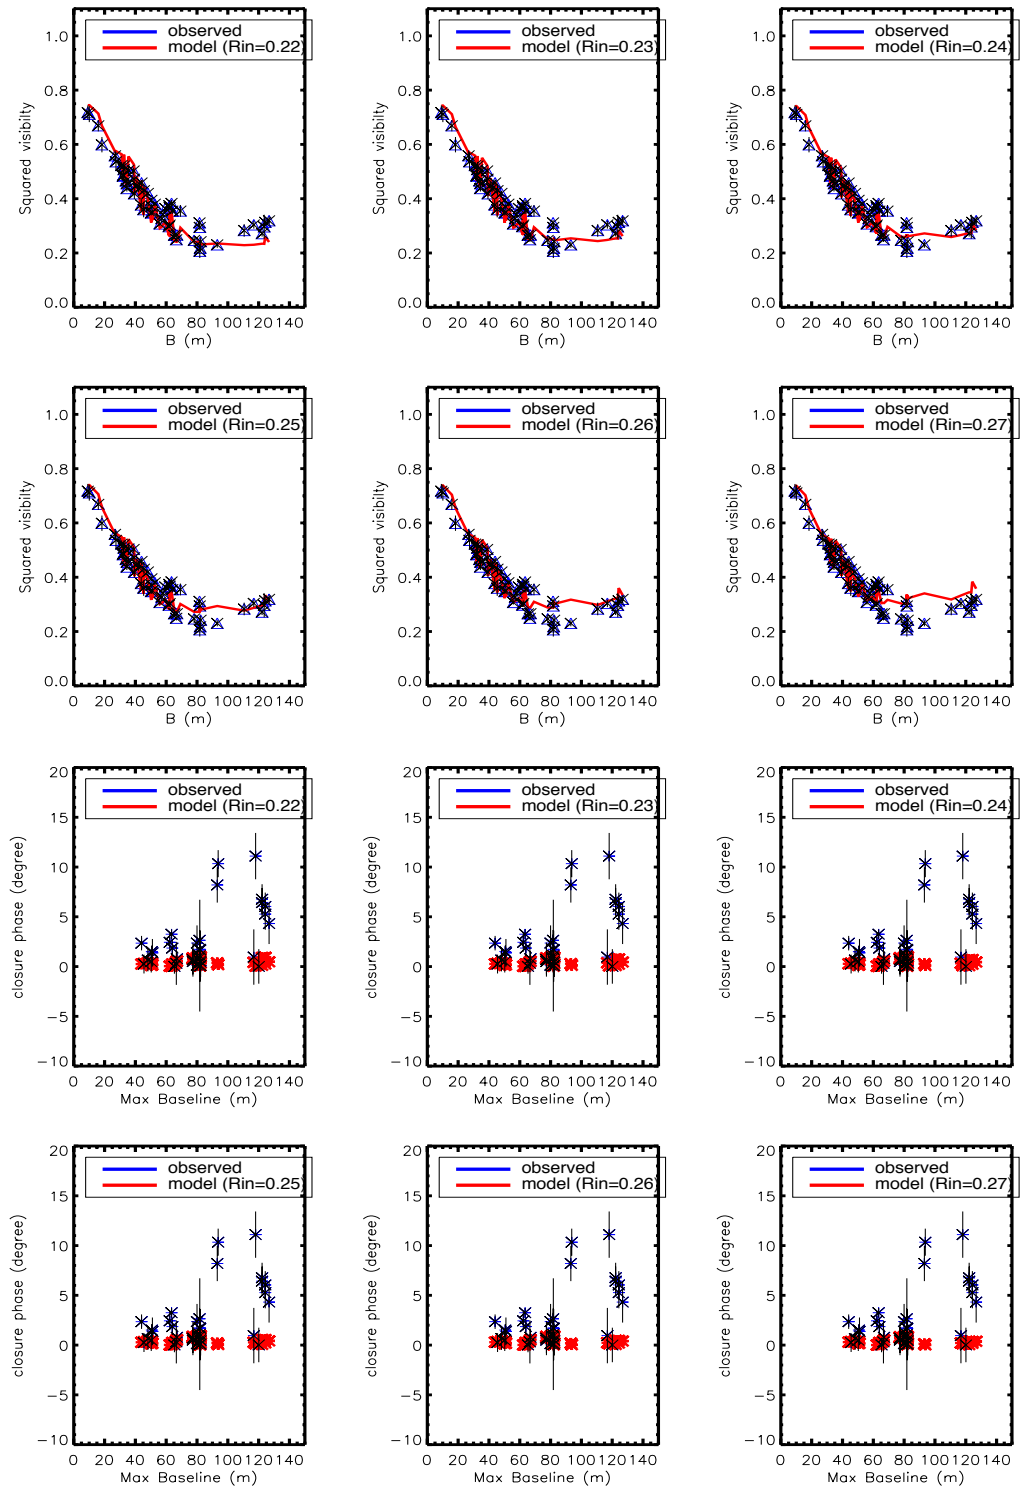 observed
model (Rin=0.22)
observed
model (Rin=0.23)
observed
model (Rin=0.24)
1.0
0.8
0.6
0.4
0.2
0.0
Squared visibilty
0 20 40 60 80 100 120 140
B (m)
1.0
0.8
0.6
0.4
0.2
0.0
Squared visibilty
0 20 40 60 80 100 120 140
B (m)
1.0
0.8
0.6
0.4
0.2
0.0
Squared visibilty
0 20 40 60 80 100 120 140
B (m)
observed
model (Rin=0.25)
observed
model (Rin=0.26)
observed
model (Rin=0.27)
1.0
0.8
0.6
0.4
0.2
0.0
Squared visibilty
0 20 40 60 80 100 120 140
B (m)
1.0
0.8
0.6
0.4
0.2
0.0
Squared visibilty
0 20 40 60 80 100 120 140
B (m)
1.0
0.8
0.6
0.4
0.2
0.0
Squared visibilty
0 20 40 60 80 100 120 140
B (m)
observed
model (Rin=0.22)
observed
model (Rin=0.23)
observed
model (Rin=0.24)
20
15
10
5
0
−5
−10
closure phase (degree)
0 20 40 60 80 100 120 140
Max Baseline (m)
20
15
10
5
0
−5
−10
closure phase (degree)
0 20 40 60 80 100 120 140
Max Baseline (m)
20
15
10
5
0
−5
−10
closure phase (degree)
0 20 40 60 80 100 120 140
Max Baseline (m)
observed
model (Rin=0.25)
observed
model (Rin=0.26)
observed
model (Rin=0.27)
20
15
10
5
0
−5
−10
closure phase (degree)
0 20 40 60 80 100 120 140
Max Baseline (m)
20
15
10
5
0
−5
−10
closure phase (degree)
0 20 40 60 80 100 120 140
Max Baseline (m)
20
15
10
5
0
−5
−10
closure phase (degree)
0 20 40 60 80 100 120 140
Max Baseline (m)